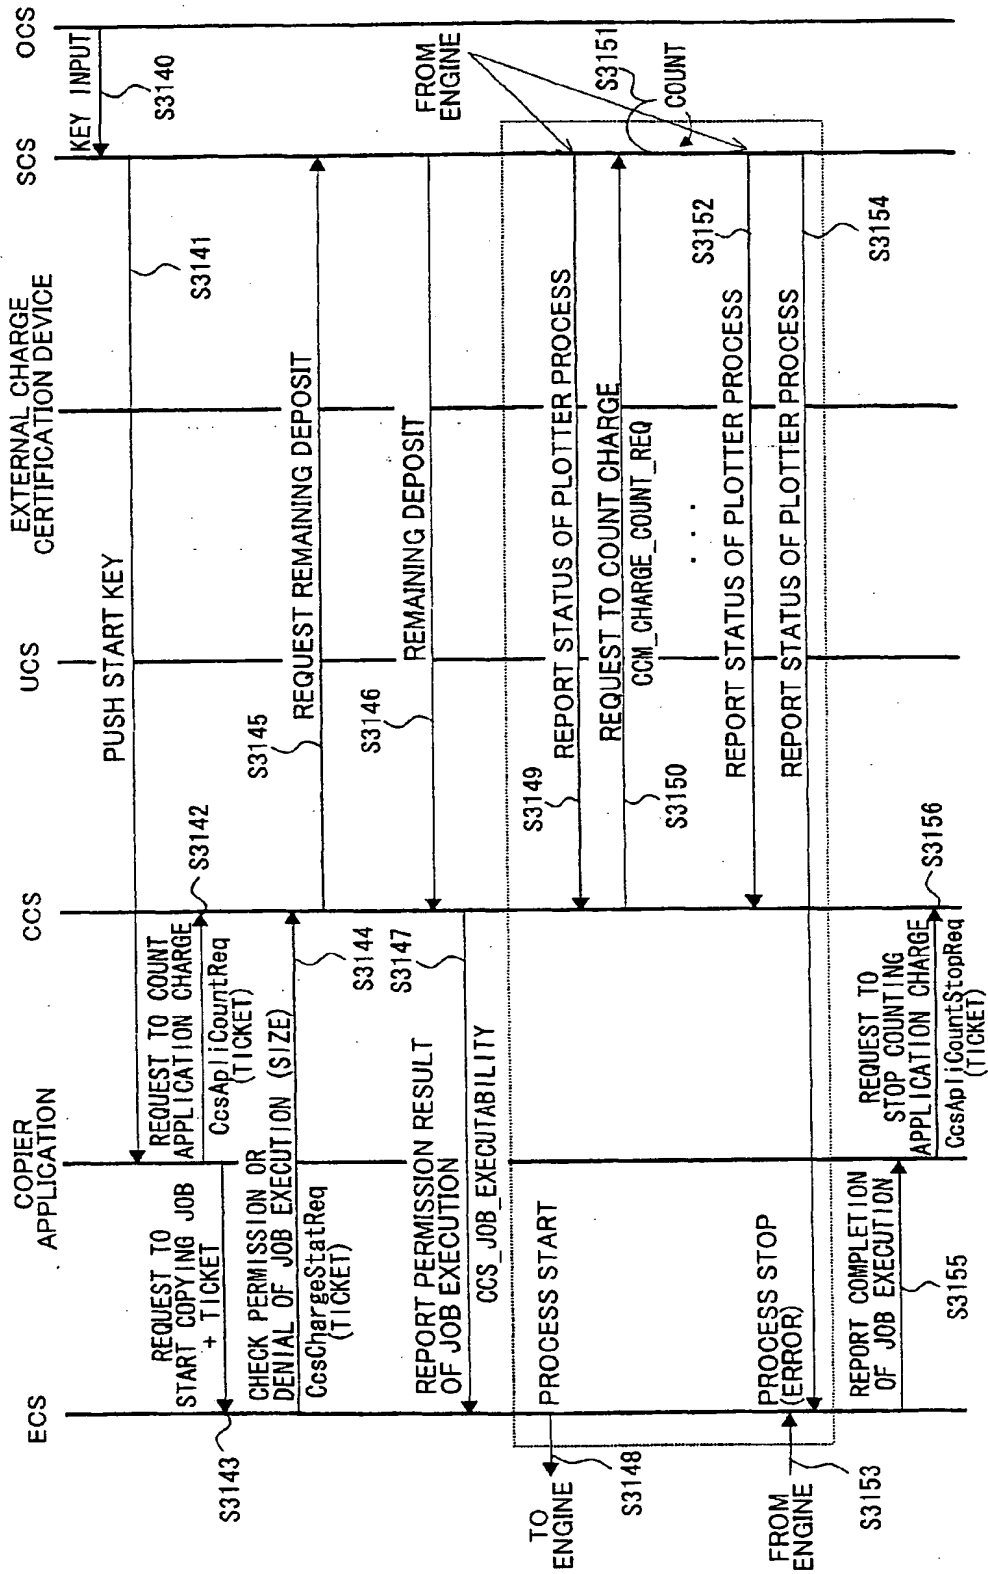 ECS
COPIER
APPLICATION
CCS
UCS
EXTERNAL CHARGE
CERTIFICATION DEVICE
SCS
OCS
KEY INPUT
S3140
PUSH START KEY
S3141
REQUEST TO COUNT
APPLICATION CHARGE
CcsApliCountReq
(TICKET)
S3142
REQUEST TO
START COPYING JOB
+ TICKET
S3143
CHECK PERMISSION OR
DENIAL OF JOB EXECUTION (SIZE)
CcsChargeStatReq
(TICKET)
S3144
REQUEST REMAINING DEPOSIT
S3145
REMAINING DEPOSIT
S3146
REPORT PERMISSION RESULT
OF JOB EXECUTION
CCS_JOB_EXECUTABILITY
S3147
PROCESS START
TO
ENGINE
S3148
FROM
ENGINE
REPORT STATUS OF PLOTTER PROCESS
S3149
REQUEST TO COUNT CHARGE
CCM_CHARGE_COUNT_REQ
S3150
S3151
COUNT
. . .
REPORT STATUS OF PLOTTER PROCESS
S3152
PROCESS STOP
(ERROR)
FROM
ENGINE
S3153
REPORT STATUS OF PLOTTER PROCESS
S3154
REPORT COMPLETION
OF JOB EXECUTION
S3155
REQUEST TO
STOP COUNTING
APPLICATION CHARGE
CcsApliCountStopReq
(TICKET)
S3156